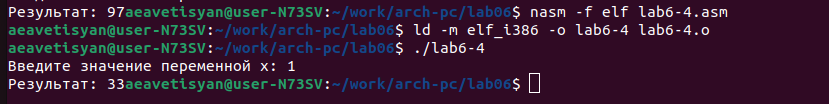 Результат: 97aeavetisyan@user-N73SV:~/work/arch-pc/lab06$ nasm -f elf lab6-4.asm
aeavetisyan@user-N73SV:~/work/arch-pc/lab06$ ld -m elf_i386 -o lab6-4 lab6-4.o
aeavetisyan@user-N73SV:~/work/arch-pc/lab06$ ./lab6-4
Введите значение переменной x: 1
Результат: 33aeavetisyan@user-N73SV:~/work/arch-pc/lab06$